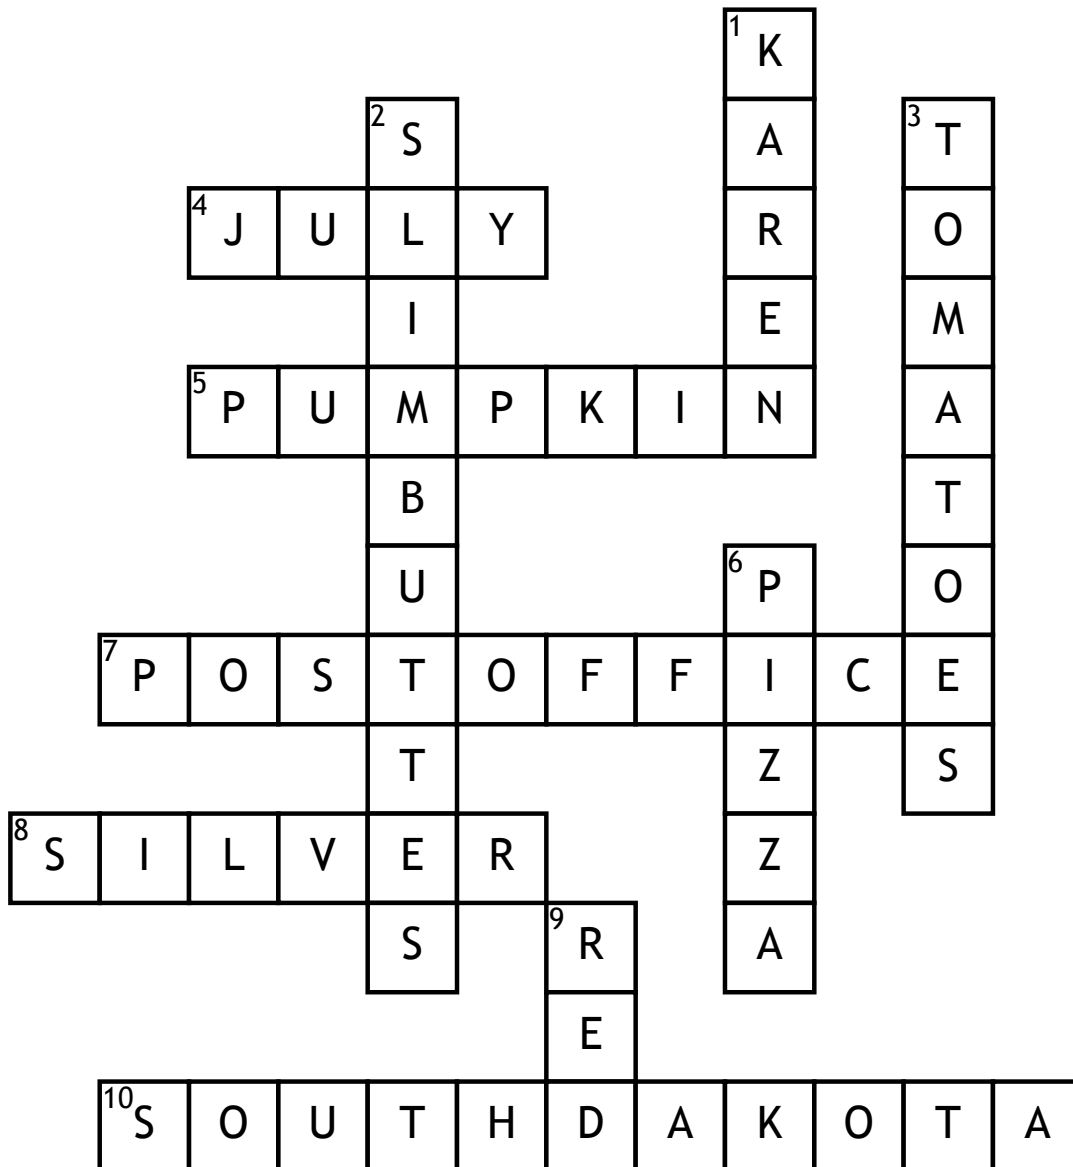 1 K
2 S A 3 T
4 J U L Y R O
I E M
5 P U M P K I N A
B T
U 6 P O
7 P O S T O F F I C E
T Z S
8 S I L V E R Z
S 9 R A
E
10 S O U T H D A K O T A